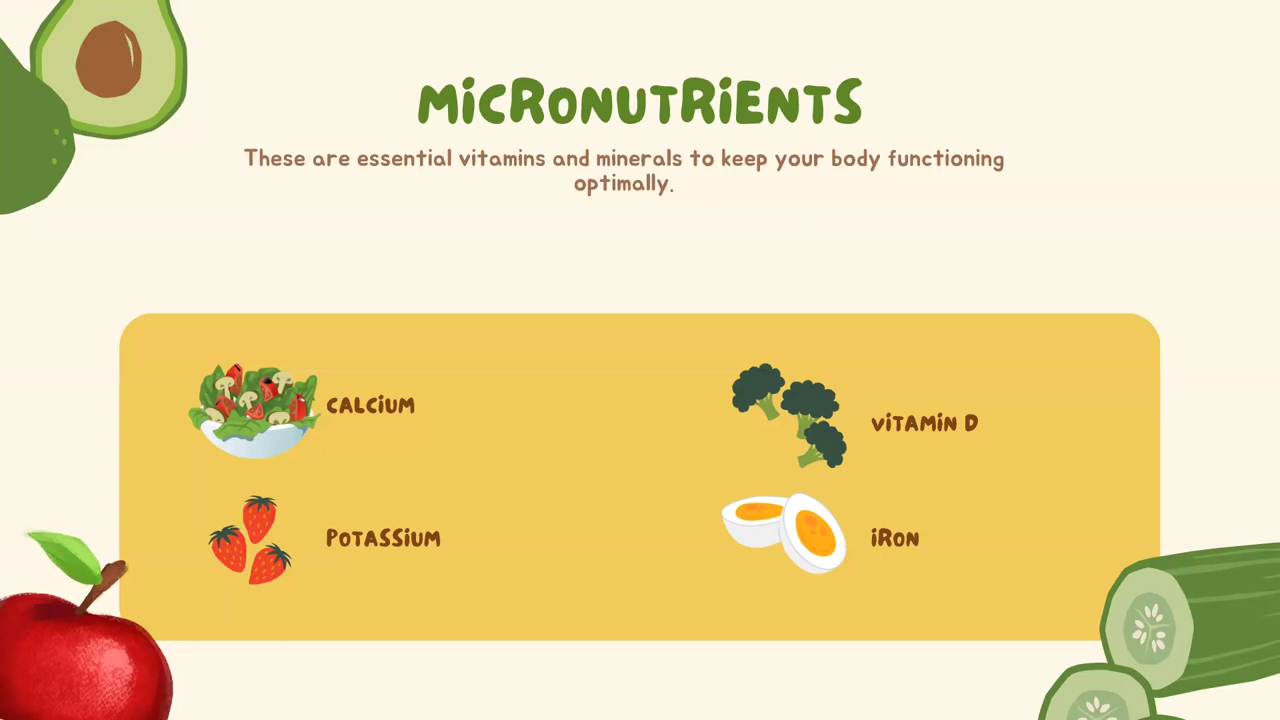 MiCRONUTRiENTS
These are essential vitamins and minerals to keep your body functioning
optimally.
CALCiUM
ViTAMiN D
POTASSiUM
iRON